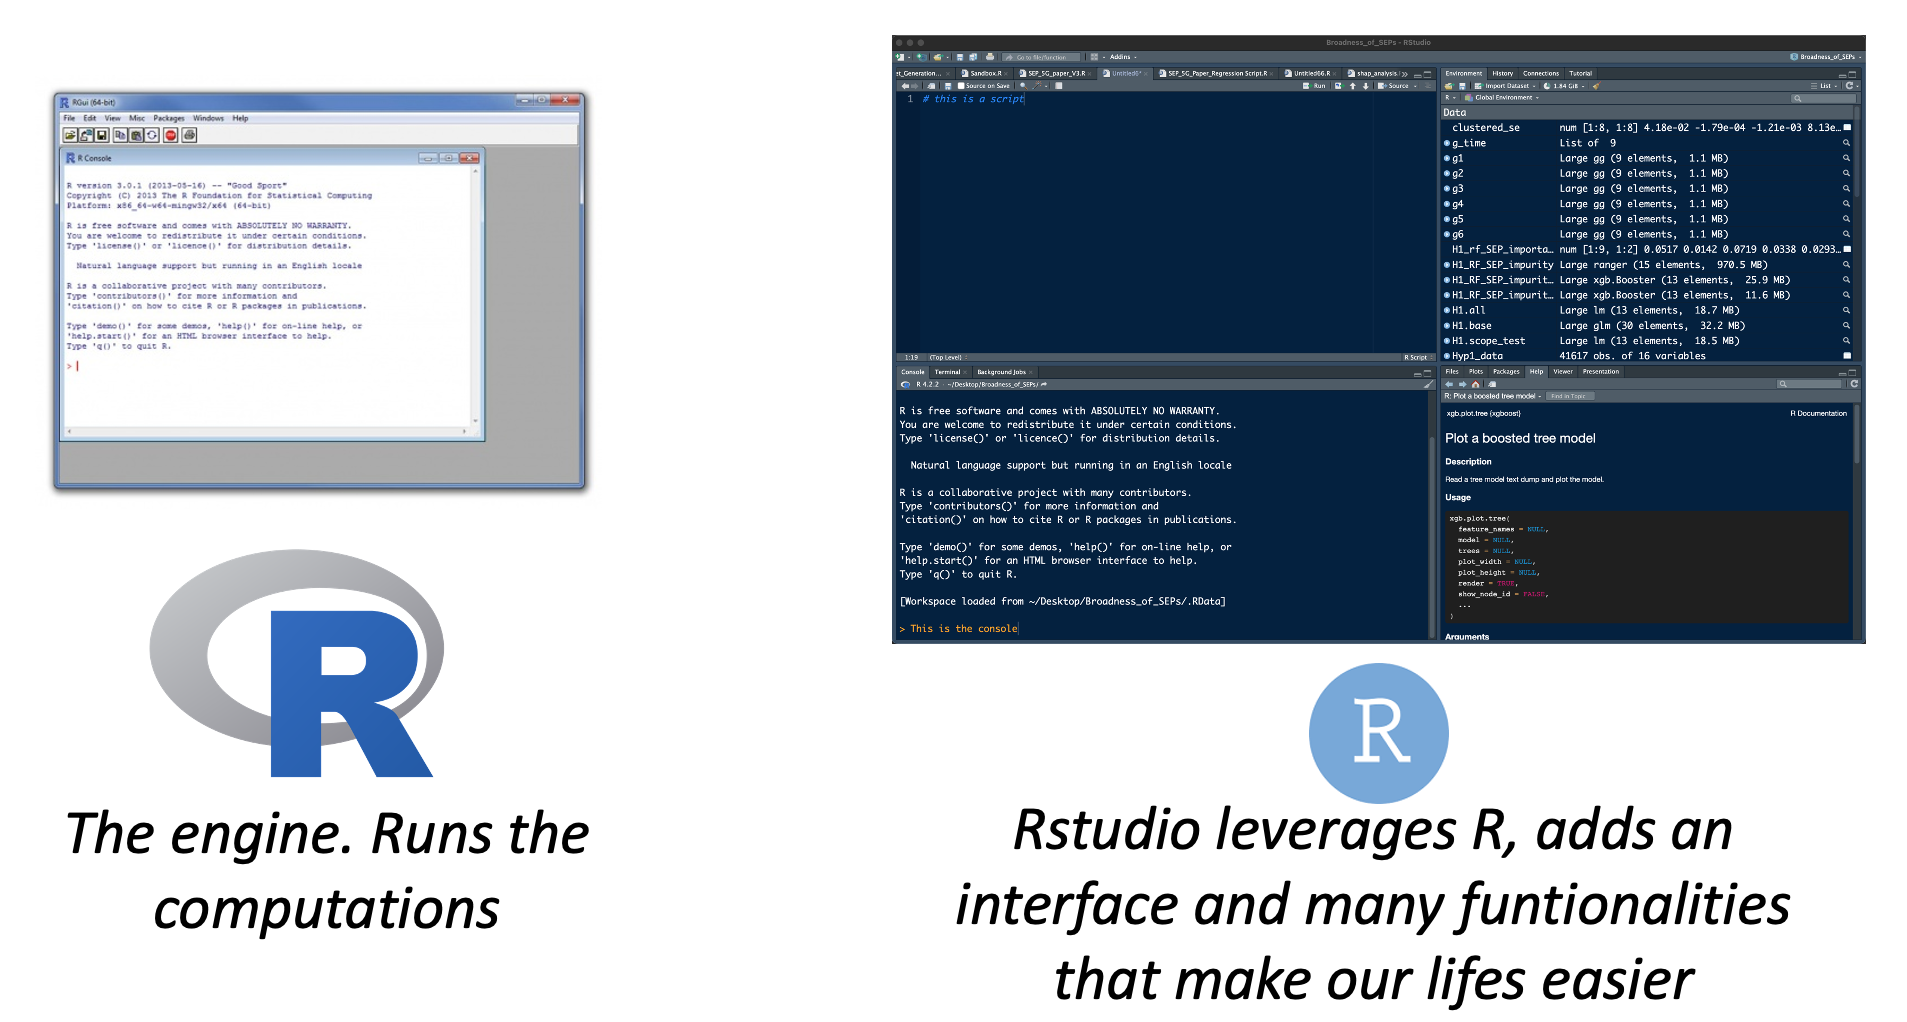 RGui (64-bit)
File Edit View Misc Packages Windows Help
R Console
R version 3.0.1 (2013-05-16) -- "Good Sport"
Copyright (C) 2013 The R Foundation for Statistical Computing
Platform: x86_64-w64-mingw32/x64 (64-bit)
R is free software and comes with ABSOLUTELY NO WARRANTY.
You are welcome to redistribute it under certain conditions.
Type 'license()' or 'licence()' for distribution details.
Natural language support but running in an English locale
R is a collaborative project with many contributors.
Type 'contributors()' for more information and
'citation()' on how to cite R or R packages in publications.
Type 'demo()' for some demos, 'help()' for on-line help, or
'help.start()' for an HTML browser interface to help.
Type 'q()' to quit R.
>
R
The engine. Runs the
computations
Broadness_of_SEPs - RStudio
Go to file/function Addins
Broadness_of_SEPs
et_Generation... Sandbox.R SEP_SG_paper_V3.R Untitled6* SEP_SG_Paper_Regression Script.R Untitled66.R shap_analysis
Source on Save Run Source
1 # this is a script
1:19 (Top Level) R Script
Console Terminal Background Jobs
R 4.2.2 · ~/Desktop/Broadness_of_SEPs/
R is free software and comes with ABSOLUTELY NO WARRANTY.
You are welcome to redistribute it under certain conditions.
Type 'license()' or 'licence()' for distribution details.
Natural language support but running in an English locale
R is a collaborative project with many contributors.
Type 'contributors()' for more information and
'citation()' on how to cite R or R packages in publications.
Type 'demo()' for some demos, 'help()' for on-line help, or
'help.start()' for an HTML browser interface to help.
Type 'q()' to quit R.
[Workspace loaded from ~/Desktop/Broadness_of_SEPs/.RData]
> This is the console
Environment History Connections Tutorial
Import Dataset 1.84 GiB List
R Global Environment
Data
clustered_se num [1:8, 1:8] 4.18e-02 -1.79e-04 -1.21e-03 8.13e…
g_time List of 9
g1 Large gg (9 elements, 1.1 MB)
g2 Large gg (9 elements, 1.1 MB)
g3 Large gg (9 elements, 1.1 MB)
g4 Large gg (9 elements, 1.1 MB)
g5 Large gg (9 elements, 1.1 MB)
g6 Large gg (9 elements, 1.1 MB)
H1_rf_SEP_importa… num [1:9, 1:2] 0.0517 0.0142 0.0719 0.0338 0.0293…
H1_RF_SEP_impurity Large ranger (15 elements, 970.5 MB)
H1_RF_SEP_impurit… Large xgb.Booster (13 elements, 25.9 MB)
H1_RF_SEP_impurit… Large xgb.Booster (13 elements, 11.6 MB)
H1.all Large lm (13 elements, 18.7 MB)
H1.base Large glm (30 elements, 32.2 MB)
H1.scope_test Large lm (13 elements, 18.5 MB)
Hyp1_data 41617 obs. of 16 variables
Files Plots Packages Help Viewer Presentation
R: Plot a boosted tree model Find in Topic
xgb.plot.tree {xgboost} R Documentation
Plot a boosted tree model
Description
Read a tree model text dump and plot the model.
Usage
xgb.plot.tree(
feature_names = NULL,
model = NULL,
trees = NULL,
plot_width = NULL,
plot_height = NULL,
render = TRUE,
show_node_id = FALSE,
...
)
Arguments
R
Rstudio leverages R, adds an
interface and many funtionalities
that make our lifes easier